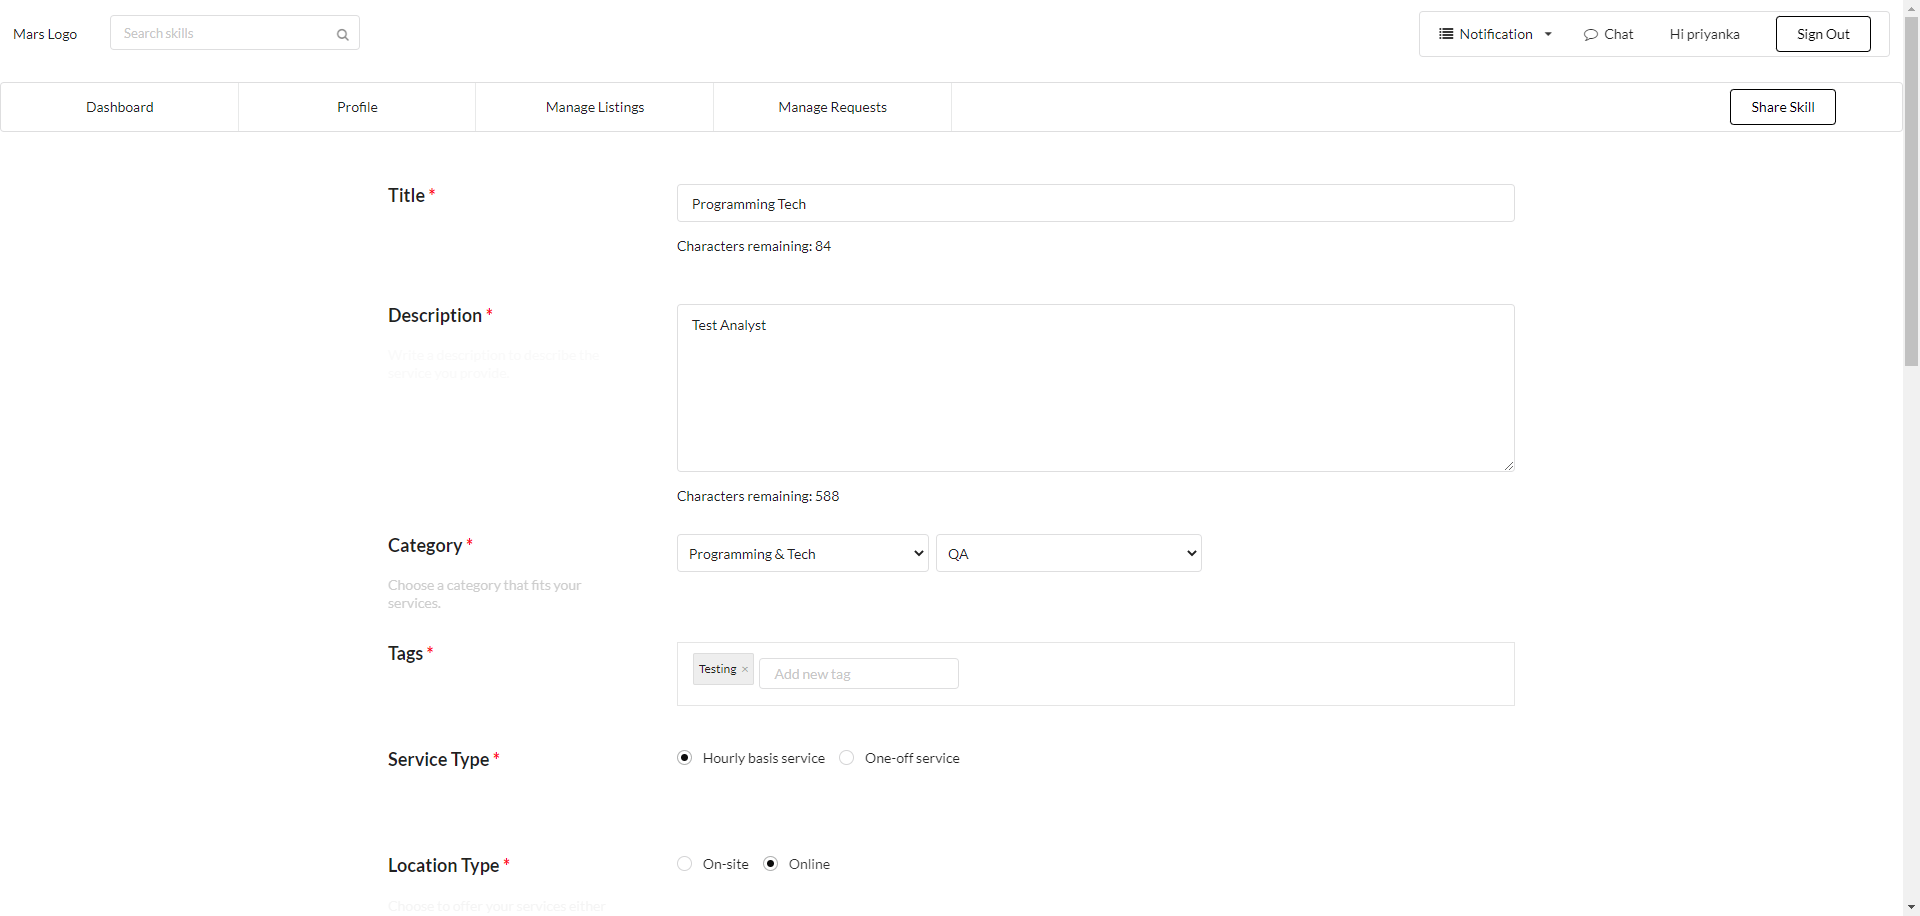 Mars Logo
Search skills
Notification
Chat
Hi priyanka
Sign Out
Dashboard
Profile
Manage Listings
Manage Requests
Share Skill
Title *
Programming Tech
Characters remaining: 84
Description *
Write a description to describe the
service you provide.
Test Analyst
Characters remaining: 588
Category *
Choose a category that fits your
services.
Programming & Tech
QA
Tags *
Testing ×
Add new tag
Service Type *
Hourly basis service
One-off service
Location Type *
On-site
Online
Choose to offer your services either